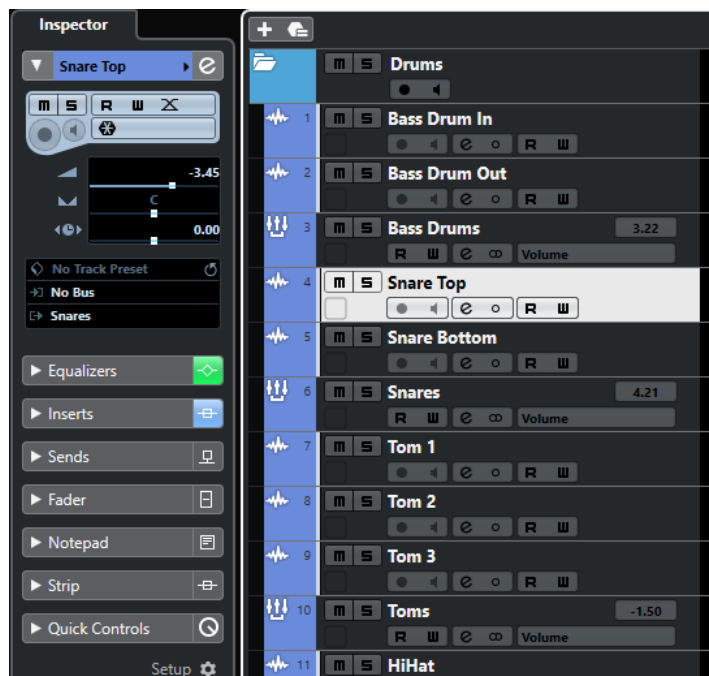 Inspector
Snare Top
m S R W
-3.45
C
0.00
No Track Preset
No Bus
Snares
Equalizers
Inserts
Sends
Fader
Notepad
Strip
Quick Controls
Setup
m S Drums
1 m S Bass Drum In
e R W
2 m S Bass Drum Out
e R W
3 m S Bass Drums 3.22
R W e Volume
4 m S Snare Top
e R W
5 m S Snare Bottom
e R W
6 m S Snares 4.21
R W e Volume
7 m S Tom 1
e R W
8 m S Tom 2
e R W
9 m S Tom 3
e R W
10 m S Toms -1.50
R W e Volume
11 m S HiHat